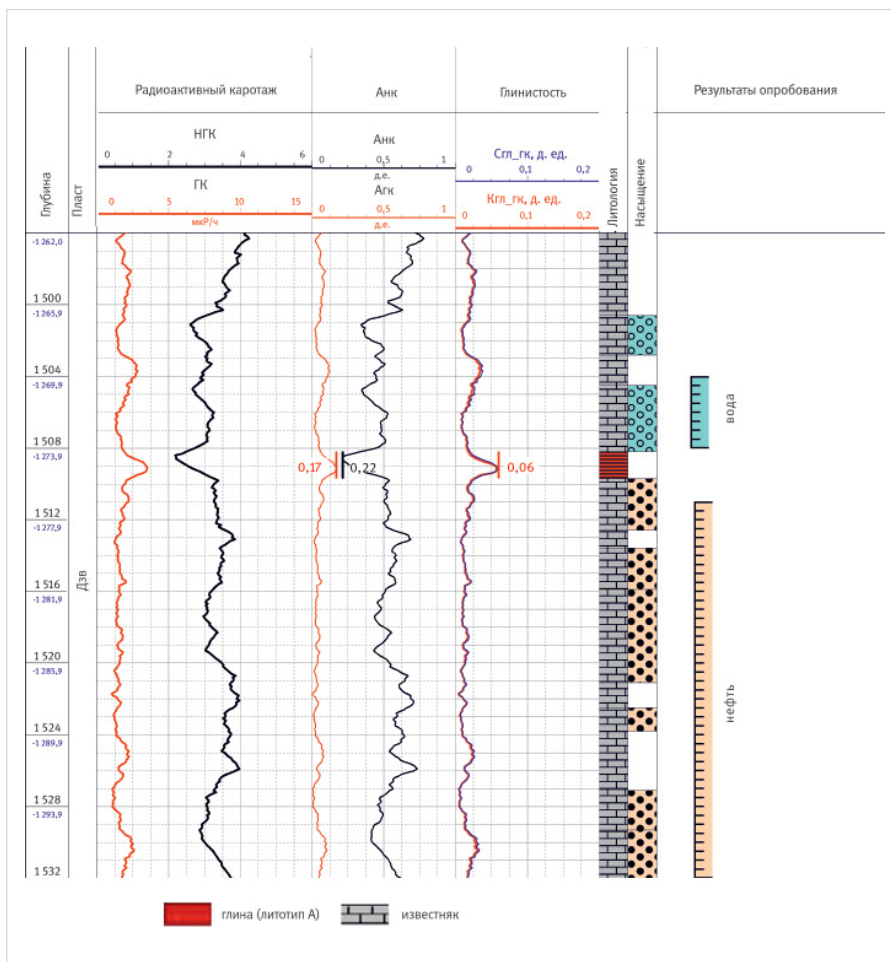 Радиоактивный каротаж
Анк
Глинистость
Результаты опробования
НГК
0 2 4 6
ГК
0 5 10 15
мкР/ч
Анк
0 0,5 1
д.е.
Агк
0 0,5 1
д.е.
Cгл_гк, д. ед.
0 0,1 0,2
Kгл_гк, д. ед.
0 0,1 0,2
Глубина
Пласт
Литология
Насыщение
-1 262,0
1 500
-1 265,9
1 504
-1 269,9
1 508
-1 273,9
1 512
-1 277,9
1 516
-1 281,9
1 520
-1 285,9
1 524
-1 289,9
1 528
-1 293,9
1 532
Дзв
0,17
0,22
0,06
вода
нефть
глина (литотип А)
известняк